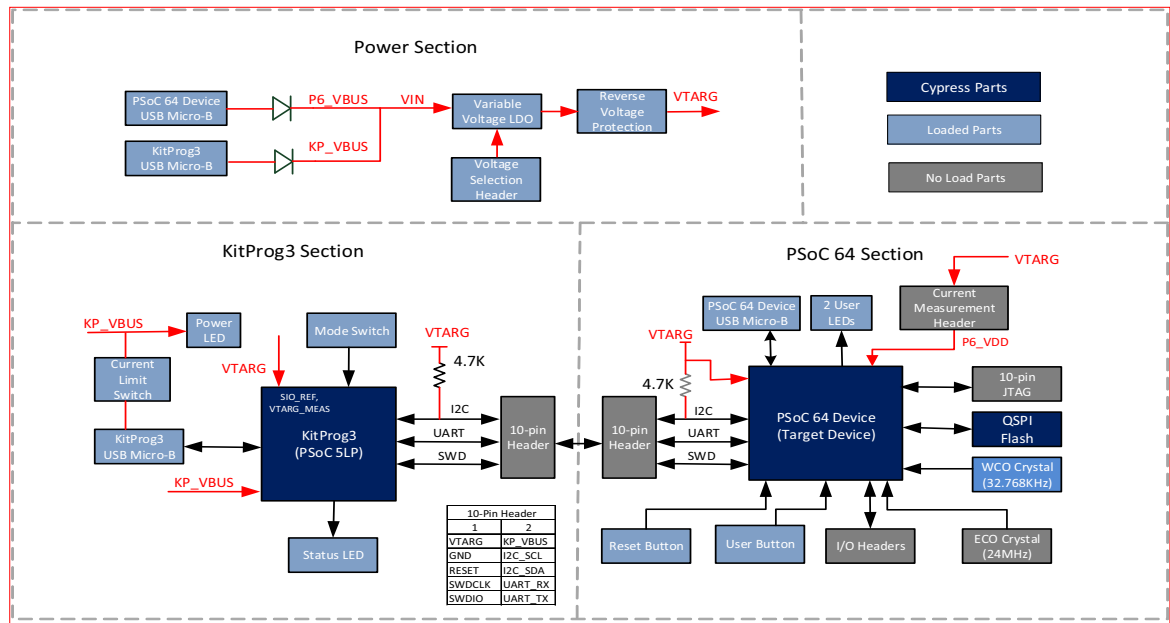 Power Section
PSoC 64 Device
USB Micro-B
P6_VBUS
VIN
Variable
Voltage LDO
Reverse
Voltage
Protection
VTARG
KitProg3
USB Micro-B
KP_VBUS
Voltage
Selection
Header
Cypress Parts
Loaded Parts
No Load Parts
KitProg3 Section
KP_VBUS
Power
LED
Mode Switch
VTARG
4.7K
Current
Limit
Switch
VTARG
SIO_REF,
VTARG_MEAS
KitProg3
(PSoC 5LP)
KitProg3
USB Micro-B
KP_VBUS
I2C
UART
SWD
10-pin
Header
Status LED
10-Pin Header
1 2
VTARG KP_VBUS
GND I2C_SCL
RESET I2C_SDA
SWDCLK UART_RX
SWDIO UART_TX
PSoC 64 Section
PSoC 64 Device
USB Micro-B
2 User
LEDs
VTARG
Current
Measurement
Header
P6_VDD
VTARG
4.7K
10-pin
Header
I2C
UART
SWD
PSoC 64 Device
(Target Device)
10-pin
JTAG
QSPI
Flash
WCO Crystal
(32.768KHz)
Reset Button
User Button
I/O Headers
ECO Crystal
(24MHz)